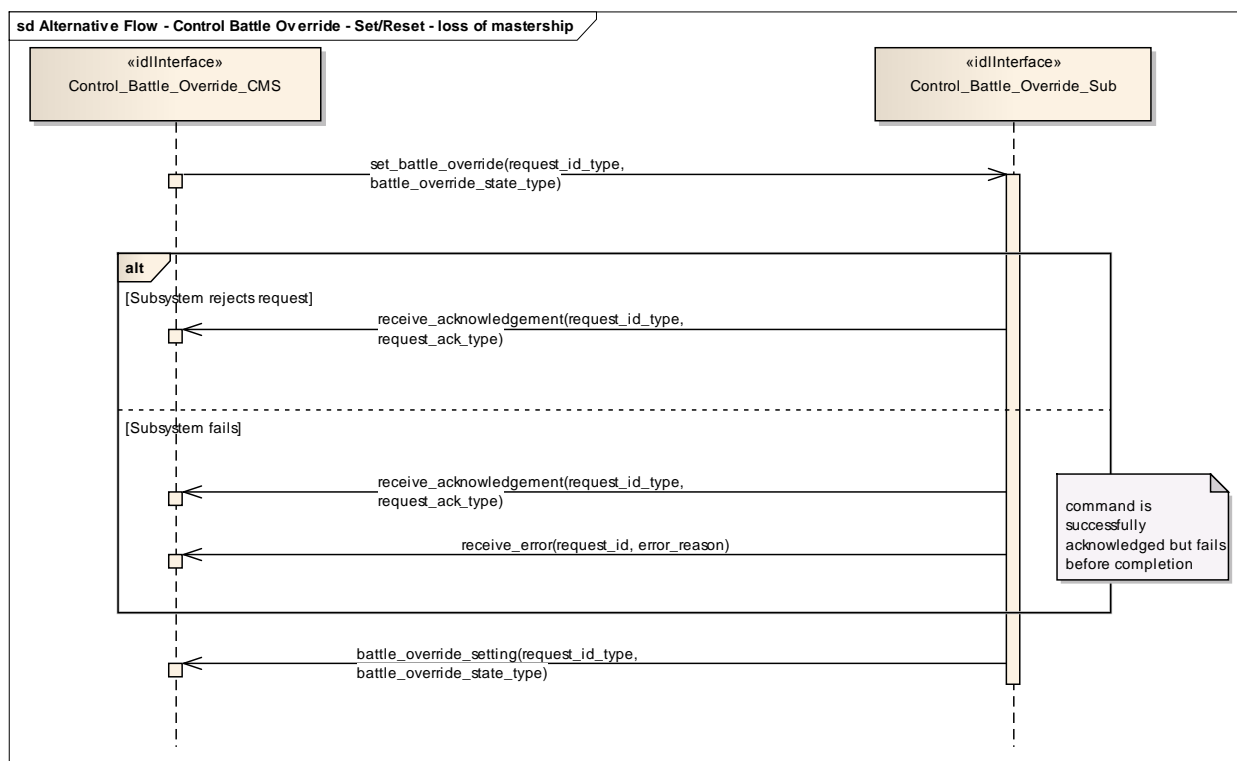 sd Alternative Flow - Control Battle Override - Set/Reset - loss of mastership
«idlInterface»
Control_Battle_Override_CMS
«idlInterface»
Control_Battle_Override_Sub
set_battle_override(request_id_type,
battle_override_state_type)
alt
[Subsystem rejects request]
receive_acknowledgement(request_id_type,
request_ack_type)
[Subsystem fails]
receive_acknowledgement(request_id_type,
request_ack_type)
command is
successfully
acknowledged but fails
before completion
receive_error(request_id, error_reason)
battle_override_setting(request_id_type,
battle_override_state_type)